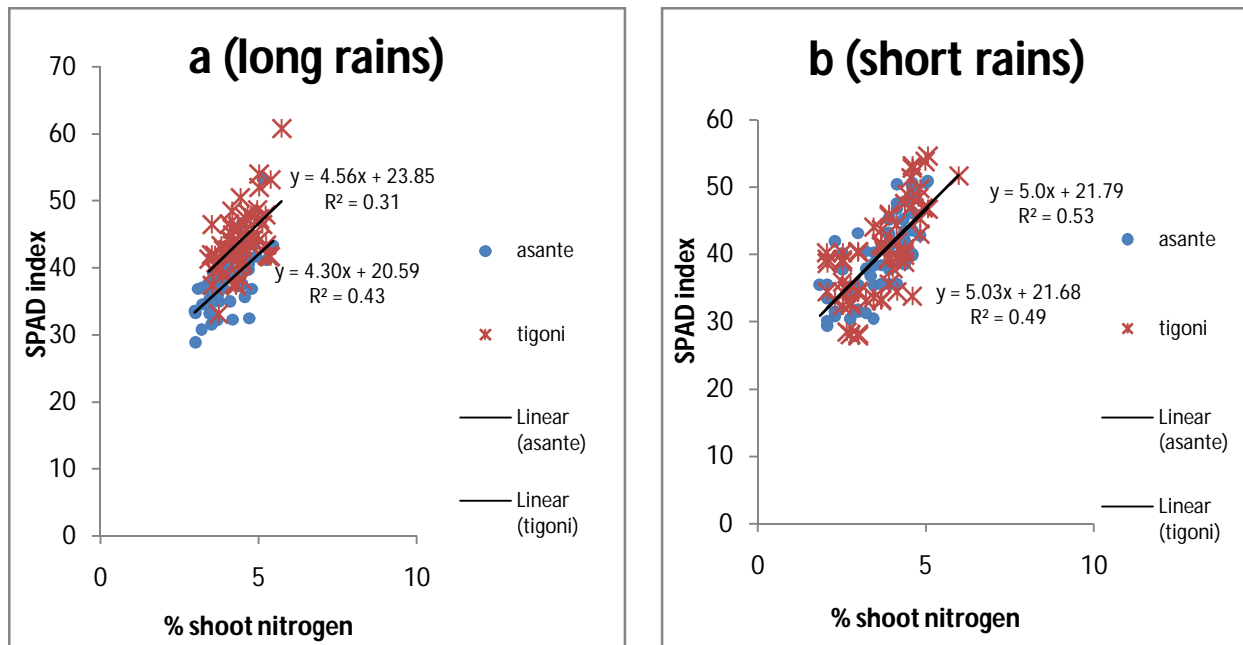 a (long rains)
70
60
50
40
30
20
10
0
SPAD index
y = 4.56x + 23.85
R² = 0.31
y = 4.30x + 20.59
R² = 0.43
asante
tigoni
Linear
(asante)
Linear
(tigoni)
0 5 10
% shoot nitrogen
b (short rains)
60
50
40
30
20
10
0
SPAD index
y = 5.0x + 21.79
R² = 0.53
y = 5.03x + 21.68
R² = 0.49
asante
tigoni
Linear
(asante)
Linear
(tigoni)
0 5 10
% shoot nitrogen